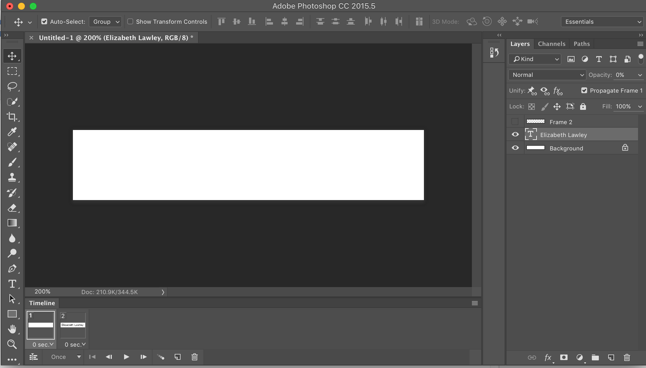 Adobe Photoshop CC 2015.5
Auto-Select: Group Show Transform Controls 3D Mode: Essentials
× Untitled-1 @ 200% (Elizabeth Lawley, RGB/8) *
Layers Channels Paths
Kind
Normal Opacity: 0%
Unify: Propagate Frame 1
Lock: Fill: 100%
Frame 2
Elizabeth Lawley
Background
200% Doc: 210.9K/344.5K
Timeline
1 2
0 sec. 0 sec.
Once